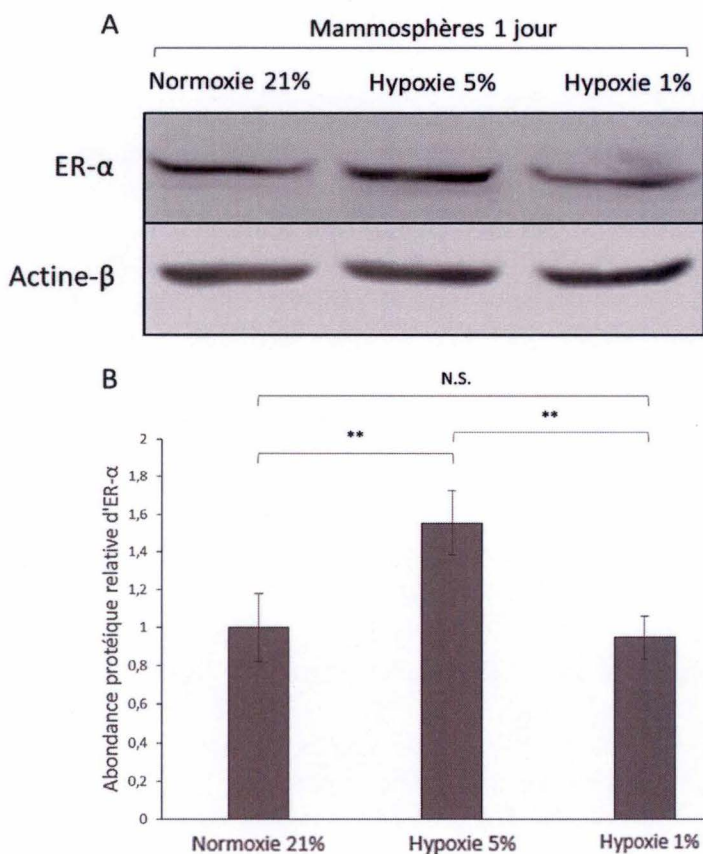 A
Mammosphères 1 jour
Normoxie 21% Hypoxie 5% Hypoxie 1%
ER-α
Actine-β
B
N.S.
** **
Abondance protéique relative d'ER-α
2
1,8
1,6
1,4
1,2
1
0,8
0,6
0,4
0,2
0
Normoxie 21% Hypoxie 5% Hypoxie 1%